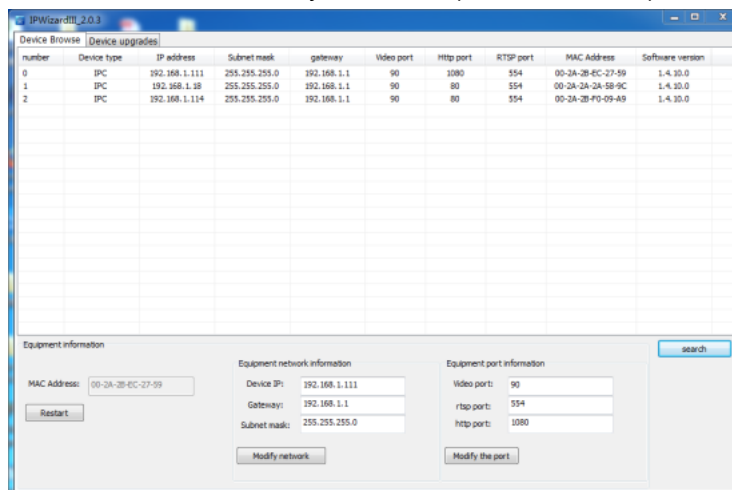 IPWizardIII_2.0.3
Device Browse Device upgrades
number Device type IP address Subnet mask gateway Video port Http port RTSP port MAC Address Software version
0 IPC 192.168.1.111 255.255.255.0 192.168.1.1 90 1080 554 00-2A-2B-EC-27-59 1.4.10.0
1 IPC 192.168.1.18 255.255.255.0 192.168.1.1 90 80 554 00-2A-2A-2A-5B-9C 1.4.10.0
2 IPC 192.168.1.114 255.255.255.0 192.168.1.1 90 80 554 00-2A-2B-F0-09-A9 1.4.10.0
Equipment information
search
Equipment network information Equipment port information
MAC Address: 00-2A-2B-EC-27-59 Device IP: 192.168.1.111 Video port: 90
Restart Gateway: 192.168.1.1 rtsp port: 554
Subnet mask: 255.255.255.0 http port: 1080
Modify network Modify the port